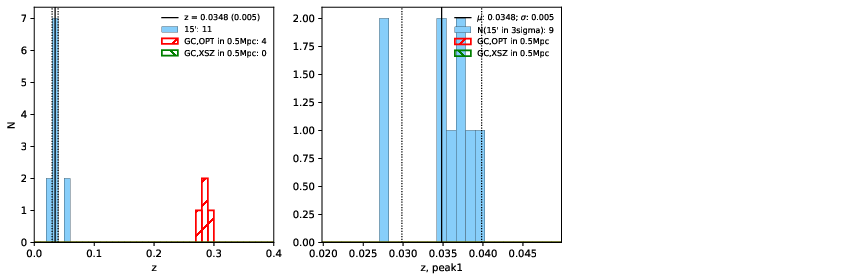 z = 0.0348 (0.005)
15': 11
GC,OPT in 0.5Mpc: 4
GC,XSZ in 0.5Mpc: 0
N
7
6
5
4
3
2
1
0
0.0 0.1 0.2 0.3 0.4
z
μ: 0.0348; σ: 0.005
N(15' in 3sigma): 9
GC,OPT in 0.5Mpc
GC,XSZ in 0.5Mpc
2.00
1.75
1.50
1.25
1.00
0.75
0.50
0.25
0.00
0.020 0.025 0.030 0.035 0.040 0.045
z, peak1